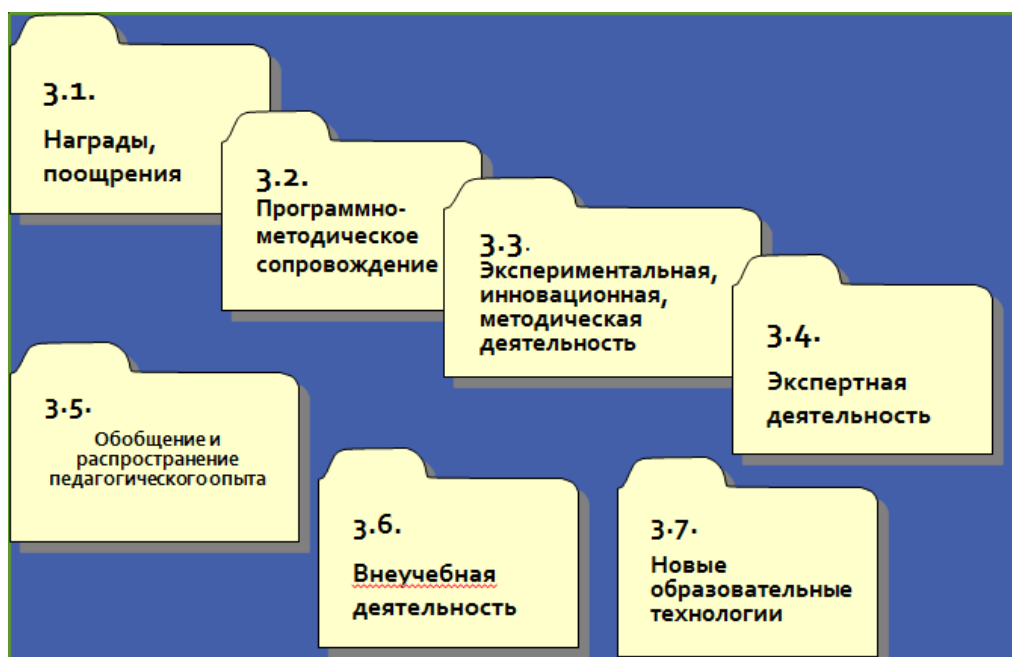 3.1.
Награды,
поощрения
3.2.
Программно-
методическое
сопровождение
3.3.
Экспериментальная,
инновационная,
методическая
деятельность
3.4.
Экспертная
деятельность
3.5.
Обобщение и
распространение
педагогического опыта
3.6.
Внеучебная
деятельность
3.7.
Новые
образовательные
технологии